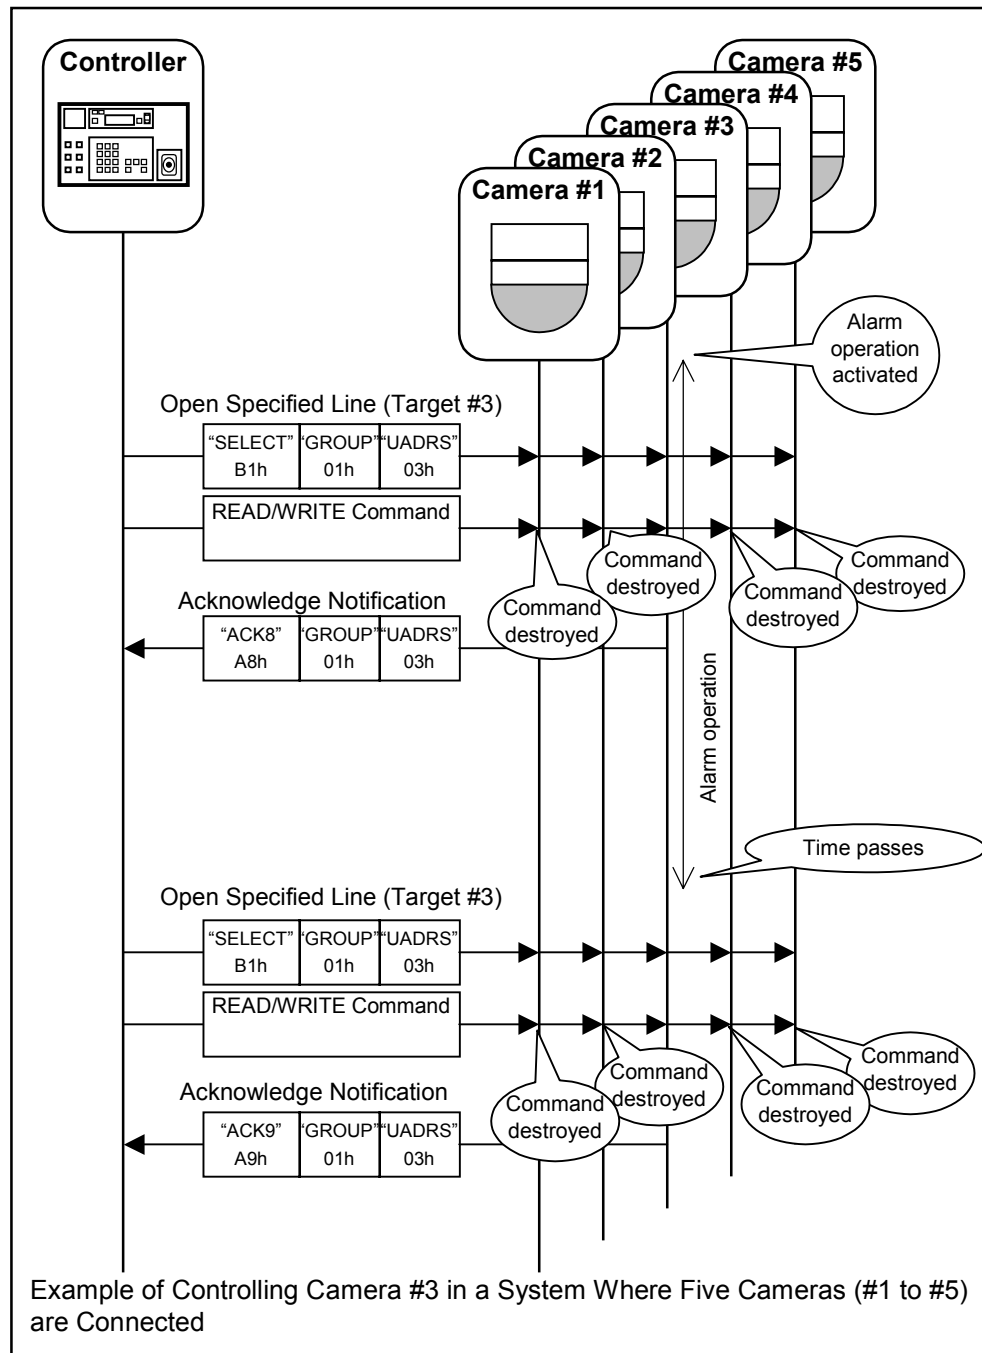 Controller
Camera #5
Camera #4
Camera #3
Camera #2
Camera #1
Alarm
operation
activated
Open Specified Line (Target #3)
“SELECT” ‘GROUP’ “UADRS”
B1h 01h 03h
READ/WRITE Command
Command
destroyed
Command
destroyed
Command
destroyed
Command
destroyed
Acknowledge Notification
“ACK8” ‘GROUP’ “UADRS”
A8h 01h 03h
Alarm operation
Time passes
Open Specified Line (Target #3)
“SELECT” ‘GROUP’ “UADRS”
B1h 01h 03h
READ/WRITE Command
Command
destroyed
Command
destroyed
Command
destroyed
Command
destroyed
Acknowledge Notification
“ACK9” ‘GROUP’ “UADRS”
A9h 01h 03h
Example of Controlling Camera #3 in a System Where Five Cameras (#1 to #5)
are Connected